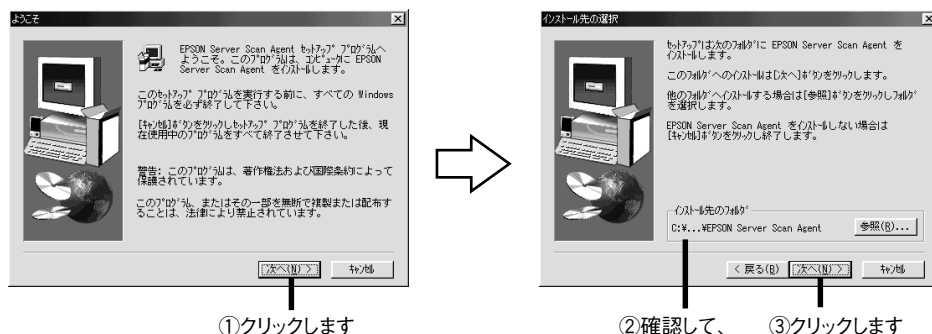 ようこそ
EPSON Server Scan Agent ｾｯﾄｱｯﾌﾟ ﾌﾟﾛｸﾞﾗﾑへ
ようこそ。このﾌﾟﾛｸﾞﾗﾑは、ｺﾝﾋﾟｭｰﾀに EPSON
Server Scan Agent をｲﾝｽﾄｰﾙします。
このｾｯﾄｱｯﾌﾟ ﾌﾟﾛｸﾞﾗﾑを実行する前に、すべての Windows
ﾌﾟﾛｸﾞﾗﾑを必ず終了して下さい。
[ｷｬﾝｾﾙ]ﾎﾞﾀﾝをｸﾘｯｸしｾｯﾄｱｯﾌﾟ ﾌﾟﾛｸﾞﾗﾑを終了した後、現
在使用中のﾌﾟﾛｸﾞﾗﾑをすべて終了させて下さい。
警告: このﾌﾟﾛｸﾞﾗﾑは、著作権法および国際条約によって
保護されています。
このﾌﾟﾛｸﾞﾗﾑ、またはその一部を無断で複製または配布す
ることは、法律により禁止されています。
次へ(N) >
ｷｬﾝｾﾙ
①クリックします
ｲﾝｽﾄｰﾙ先の選択
ｾｯﾄｱｯﾌﾟは次のﾌｫﾙﾀﾞに EPSON Server Scan Agent を
ｲﾝｽﾄｰﾙします。
このﾌｫﾙﾀﾞへのｲﾝｽﾄｰﾙは[次へ]ﾎﾞﾀﾝをｸﾘｯｸします。
他のﾌｫﾙﾀﾞへｲﾝｽﾄｰﾙする場合は[参照]ﾎﾞﾀﾝをｸﾘｯｸしﾌｫﾙﾀﾞ
を選択します。
EPSON Server Scan Agent をｲﾝｽﾄｰﾙしない場合は
[ｷｬﾝｾﾙ]ﾎﾞﾀﾝをｸﾘｯｸし終了します。
ｲﾝｽﾄｰﾙ先のﾌｫﾙﾀﾞ
C:¥...¥EPSON Server Scan Agent
参照(R)...
< 戻る(B)
次へ(N) >
ｷｬﾝｾﾙ
②確認して、
③クリックします